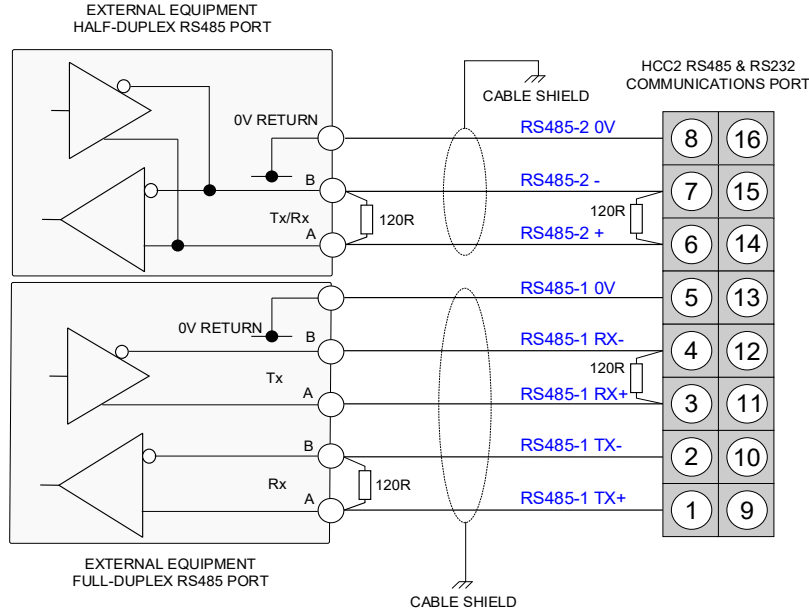 EXTERNAL EQUIPMENT
HALF-DUPLEX RS485 PORT
HCC2 RS485 & RS232
COMMUNICATIONS PORT
CABLE SHIELD
0V RETURN
RS485-2 0V
8 16
B
RS485-2 -
7 15
Tx/Rx
120R
120R
A
RS485-2 +
6 14
RS485-1 0V
5 13
0V RETURN
B
RS485-1 RX-
4 12
Tx
120R
A
RS485-1 RX+
3 11
B
RS485-1 TX-
2 10
Rx
120R
A
RS485-1 TX+
1 9
EXTERNAL EQUIPMENT
FULL-DUPLEX RS485 PORT
CABLE SHIELD